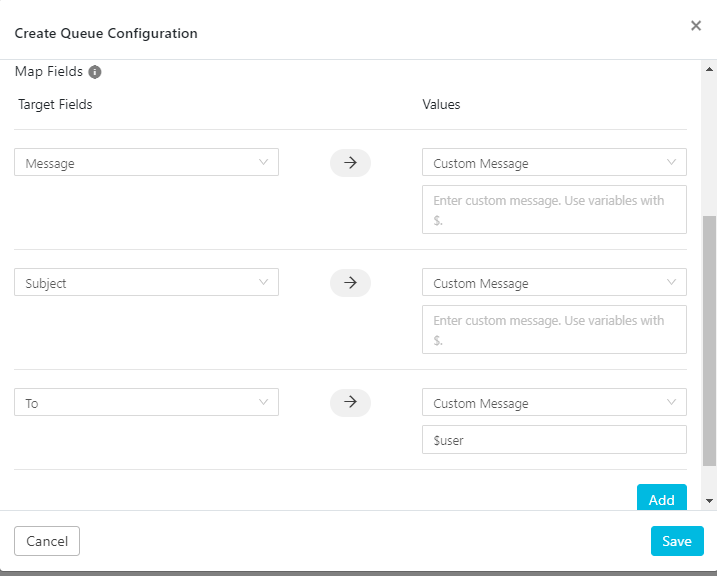 Create Queue Configuration
Map Fields
Target Fields
Values
Message
Custom Message
Enter custom message. Use variables with
$.
Subject
Custom Message
Enter custom message. Use variables with
$.
To
Custom Message
$user
Add
Cancel
Save